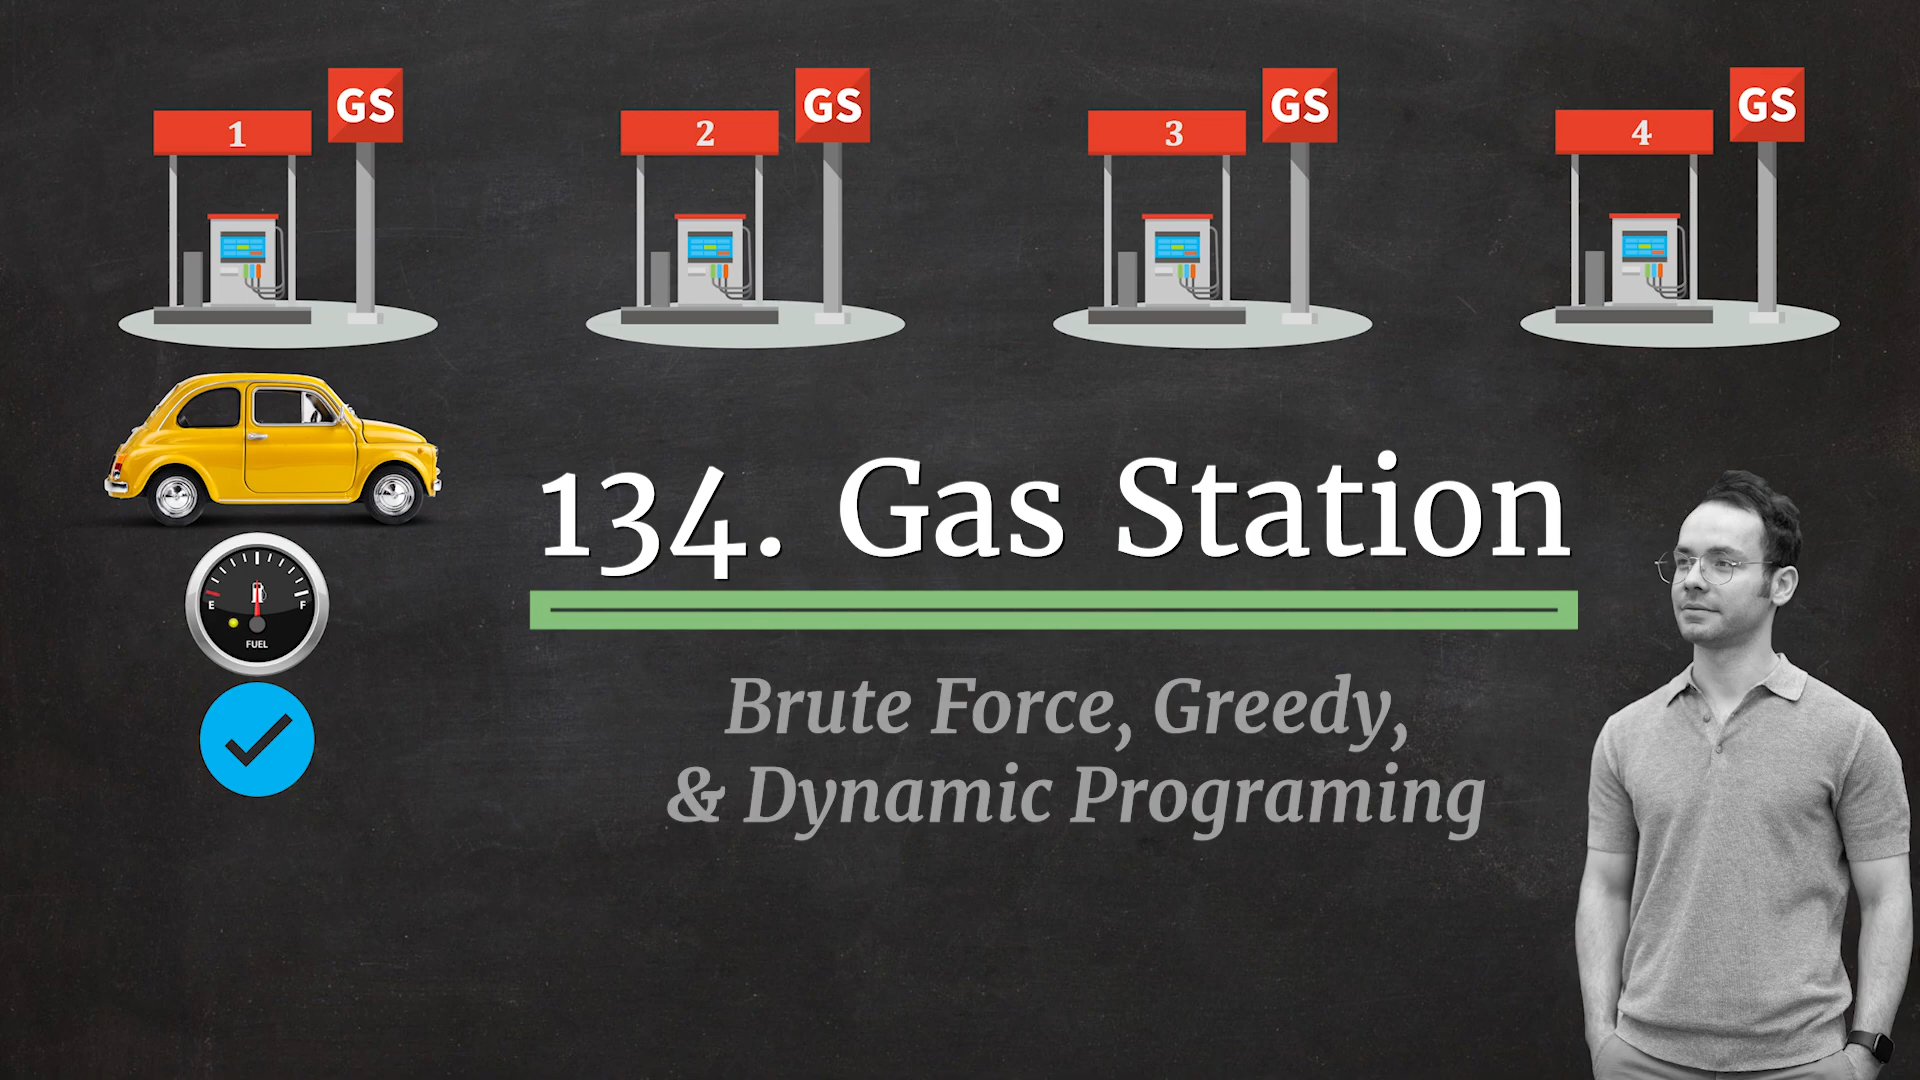 GS
1
GS
2
GS
3
GS
4
134. Gas Station
E F
FUEL
Brute Force, Greedy,
& Dynamic Programing